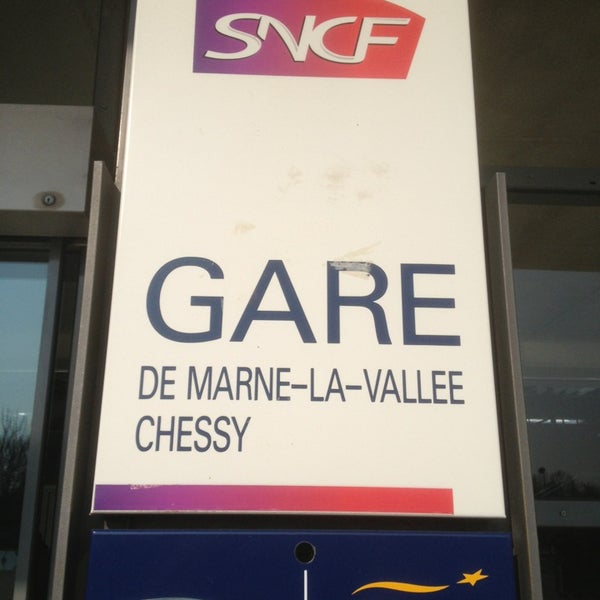 SNCF
GARE
DE MARNE-LA-VALLEE
CHESSY